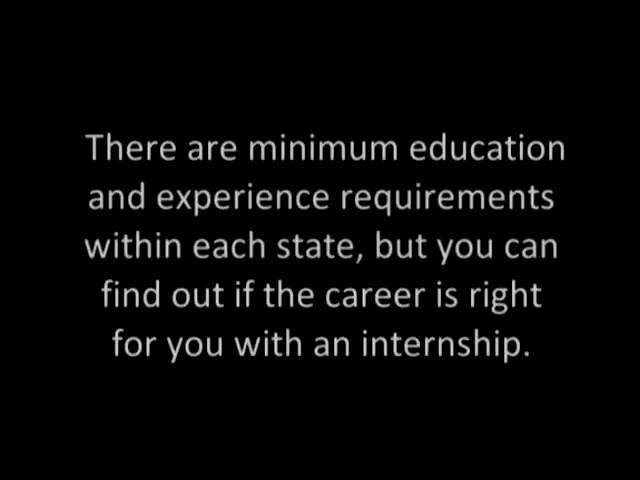 There are minimum education
and experience requirements
within each state, but you can
find out if the career is right
for you with an internship.